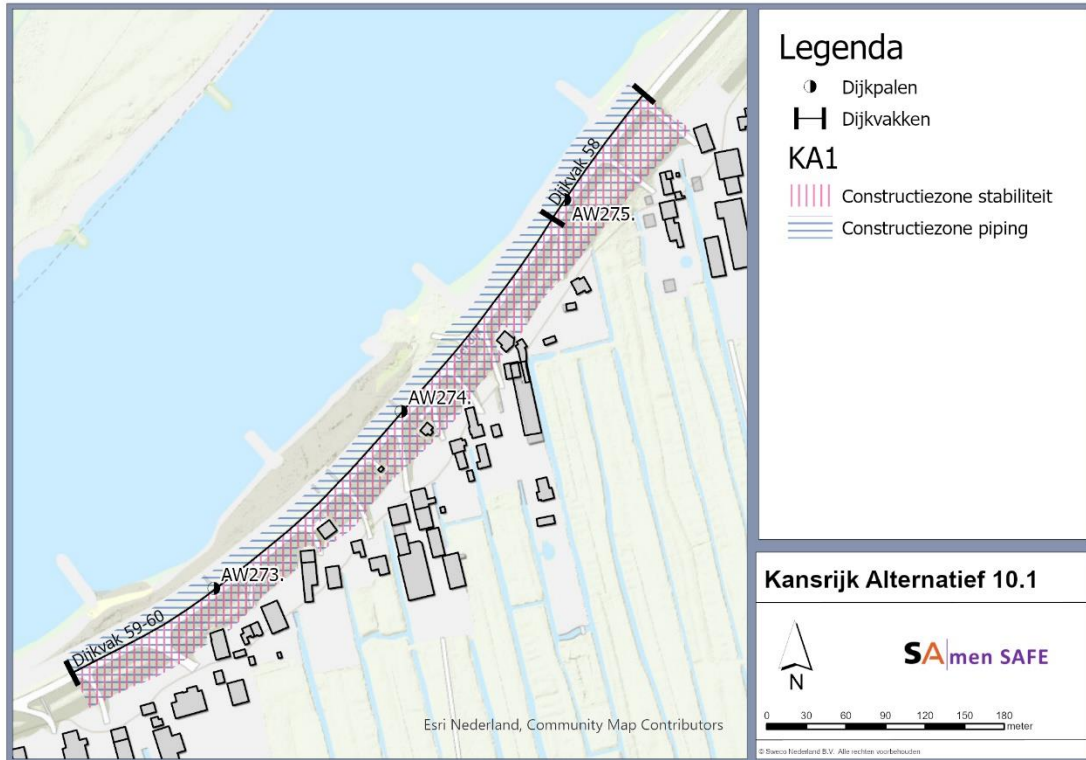 Dijkvak 58
AW275.
AW274.
AW273.
Dijkvak 59-60
Esri Nederland, Community Map Contributors
Legenda
Dijkpalen
Dijkvakken
KA1
Constructiezone stabiliteit
Constructiezone piping
Kansrijk Alternatief 10.1
N
SAmen SAFE
0 30 60 90 120 150 180
meter
© Sweco Nederland B.V. Alle rechten voorbehouden